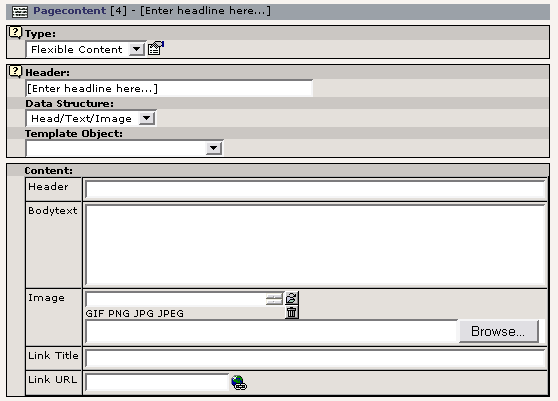 Pagecontent [4] - [Enter headline here...]
Type:
Flexible Content
Header:
[Enter headline here...]
Data Structure:
Head/Text/Image
Template Object:
Content:
Header
Bodytext
Image
GIF PNG JPG JPEG
Browse...
Link Title
Link URL